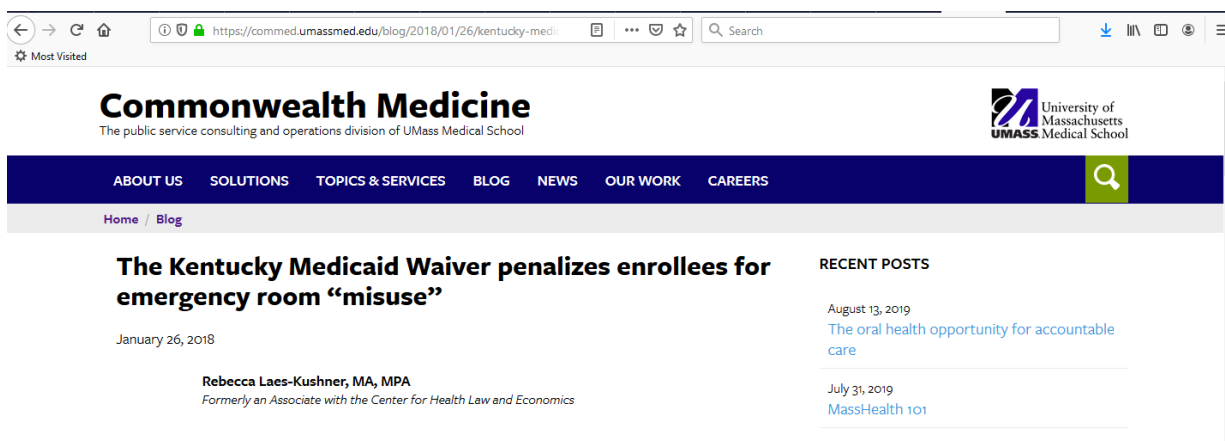 https://commed.umassmed.edu/blog/2018/01/26/kentucky-medi
Search
Most Visited
Commonwealth Medicine
The public service consulting and operations division of UMass Medical School
UMASS
University of
Massachusetts
Medical School
ABOUT US SOLUTIONS TOPICS & SERVICES BLOG NEWS OUR WORK CAREERS
Home / Blog
The Kentucky Medicaid Waiver penalizes enrollees for
emergency room “misuse”
January 26, 2018
Rebecca Laes-Kushner, MA, MPA
Formerly an Associate with the Center for Health Law and Economics
RECENT POSTS
August 13, 2019
The oral health opportunity for accountable
care
July 31, 2019
MassHealth 101